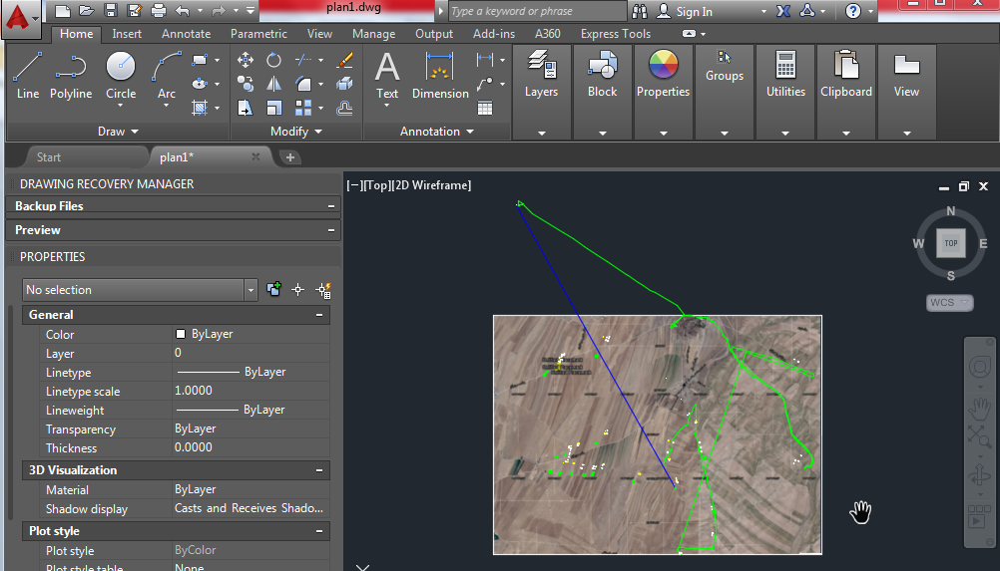 plan1.dwg
Type a keyword or phrase
Sign In
Home Insert Annotate Parametric View Manage Output Add-ins A360 Express Tools
Line Polyline Circle Arc
Text Dimension
Layers Block Properties Groups Utilities Clipboard View
Draw Modify Annotation
Start plan1*
DRAWING RECOVERY MANAGER
Backup Files
Preview
PROPERTIES
No selection
General
Color ByLayer
Layer 0
Linetype ByLayer
Linetype scale 1.0000
Lineweight ByLayer
Transparency ByLayer
Thickness 0.0000
3D Visualization
Material ByLayer
Shadow display Casts and Receives Shado...
Plot style
Plot style ByColor
Plot style table None
[−][Top][2D Wireframe]
N
W TOP E
S
WCS